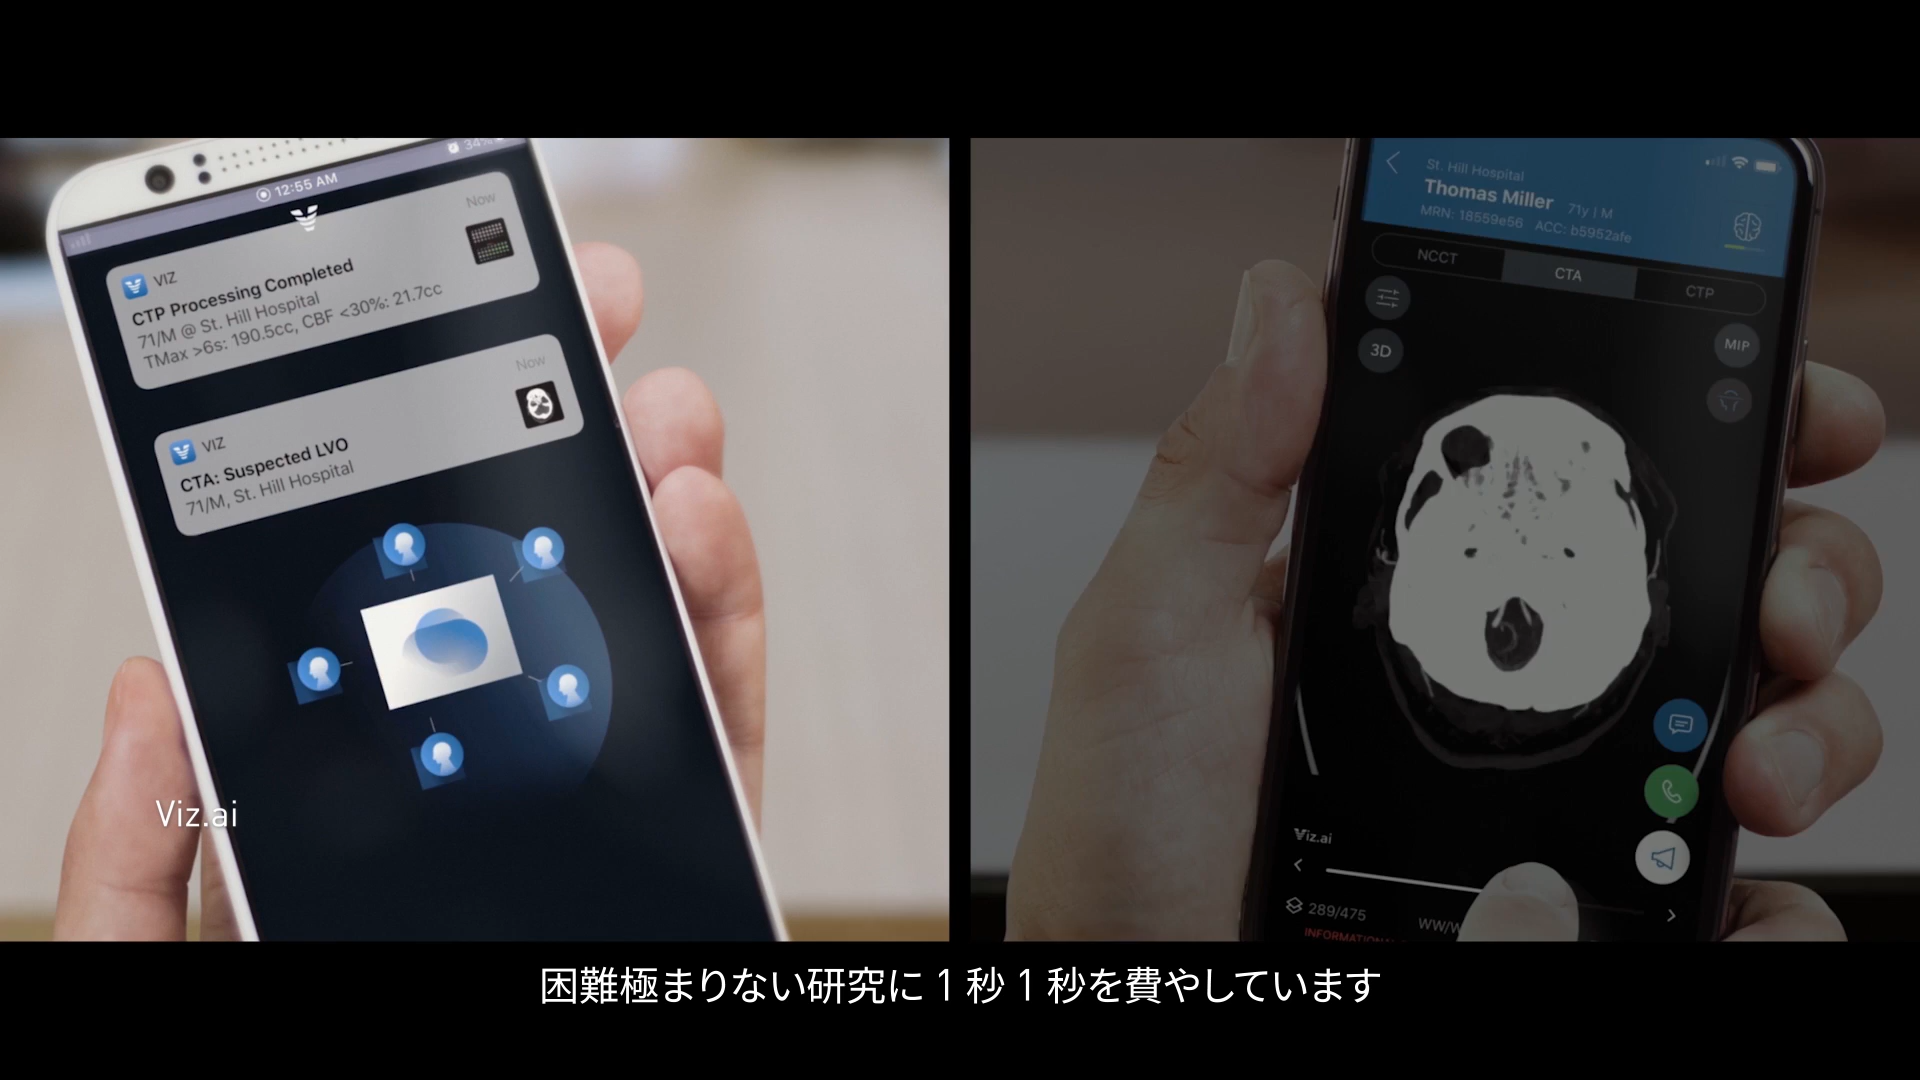 34%
12:55 AM
Now
VIZ
CTP Processing Completed
71/M @ St. Hill Hospital
TMax >6s: 190.5cc, CBF <30%: 21.7cc
Now
VIZ
CTA: Suspected LVO
71/M, St. Hill Hospital
Viz.ai
St. Hill Hospital
Thomas Miller 71y | M
MRN: 18559e56 ACC: b5952afe
NCCT CTA CTP
3D
MIP
Viz.ai
289/475
WW/W
INFORMATIONA
困難極まりない研究に 1 秒 1 秒を費やしています